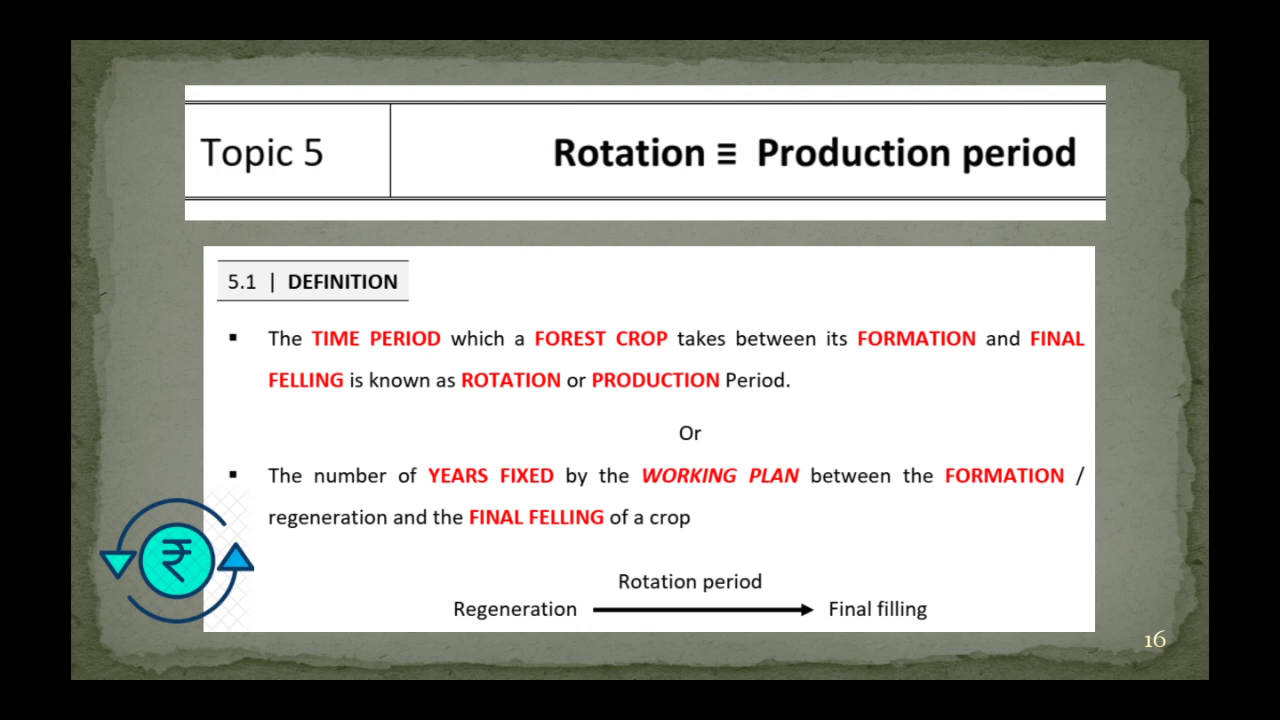 Topic 5
Rotation ≡ Production period
5.1 | DEFINITION
▪ The TIME PERIOD which a FOREST CROP takes between its FORMATION and FINAL
FELLING is known as ROTATION or PRODUCTION Period.
Or
▪ The number of YEARS FIXED by the WORKING PLAN between the FORMATION /
regeneration and the FINAL FELLING of a crop
Rotation period
Regeneration Final filling
₹
16